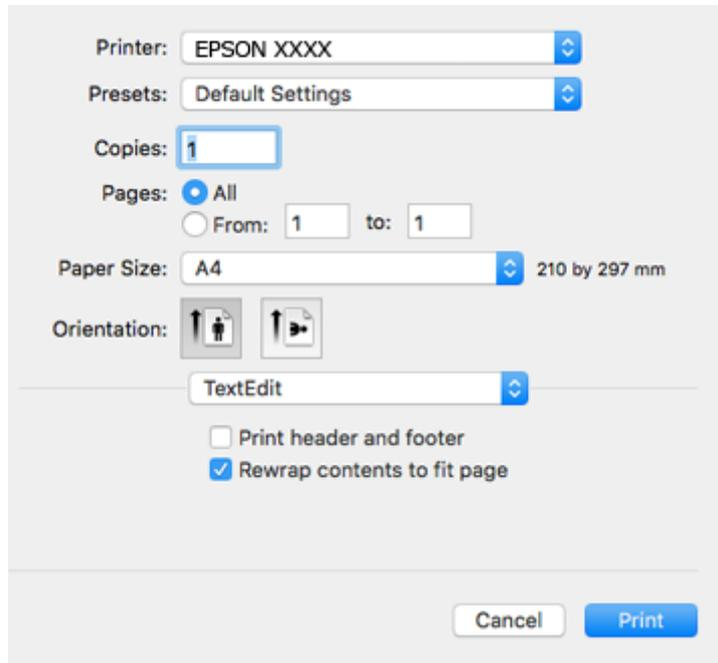 Printer: EPSON XXXX
Presets: Default Settings
Copies: 1
Pages: All
From: 1 to: 1
Paper Size: A4 210 by 297 mm
Orientation:
TextEdit
Print header and footer
Rewrap contents to fit page
Cancel Print